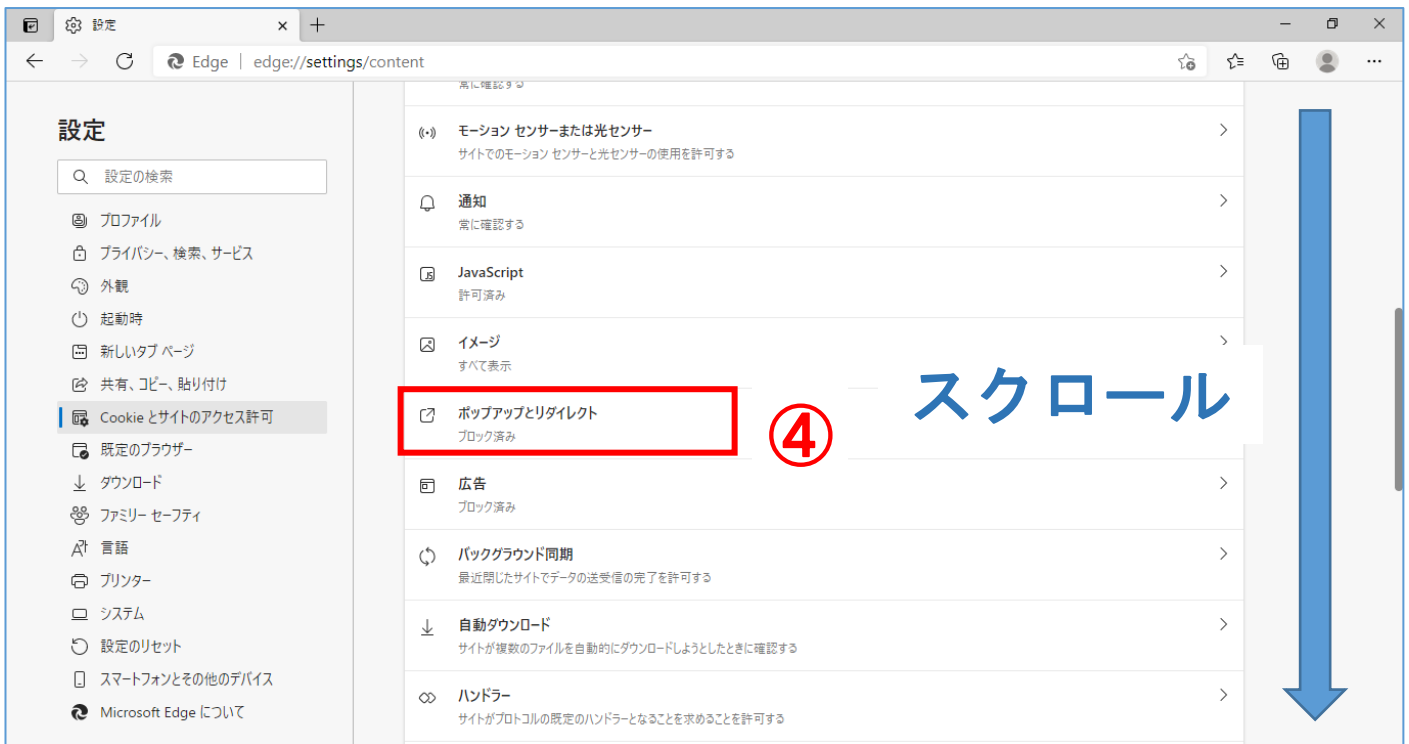 設定
Edge | edge://settings/content
設定
設定の検索
プロファイル
プライバシー、検索、サービス
外観
起動時
新しいタブ ページ
共有、コピー、貼り付け
Cookie とサイトのアクセス許可
既定のブラウザー
ダウンロード
ファミリー セーフティ
言語
プリンター
システム
設定のリセット
スマートフォンとその他のデバイス
Microsoft Edge について
常に確認する
モーション センサーまたは光センサー
サイトでのモーション センサーと光センサーの使用を許可する
通知
常に確認する
JavaScript
許可済み
イメージ
すべて表示
ポップアップとリダイレクト
ブロック済み
④
スクロール
広告
ブロック済み
バックグラウンド同期
最近閉じたサイトでデータの送受信の完了を許可する
自動ダウンロード
サイトが複数のファイルを自動的にダウンロードしようとしたときに確認する
ハンドラー
サイトがプロトコルの既定のハンドラーとなることを求めることを許可する